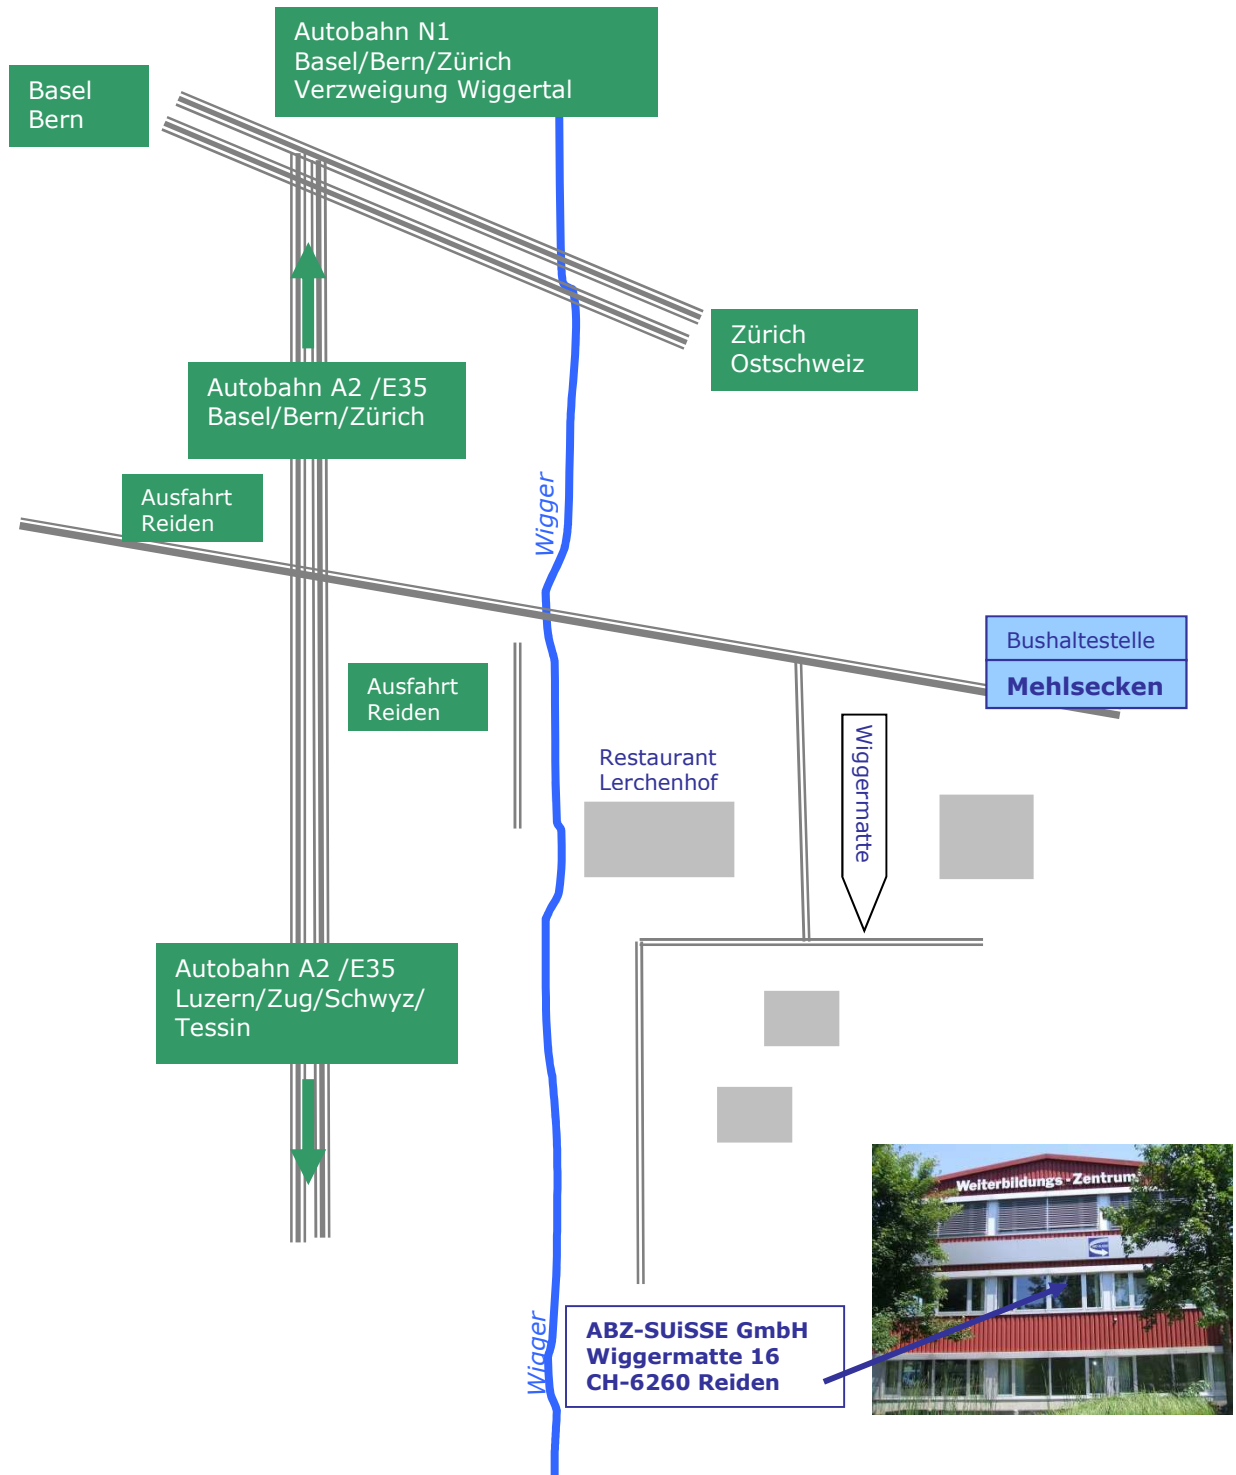 Autobahn N1
Basel/Bern/Zürich
Verzweigung Wiggertal
Basel
Bern
Zürich
Ostschweiz
Autobahn A2 /E35
Basel/Bern/Zürich
Ausfahrt
Reiden
Wigger
Bushaltestelle
Mehlsecken
Ausfahrt
Reiden
Wiggermatte
Restaurant
Lerchenhof
Autobahn A2 /E35
Luzern/Zug/Schwyz/
Tessin
Weiterbildungs-Zentrum
Wigger
ABZ-SUiSSE GmbH
Wiggermatte 16
CH-6260 Reiden